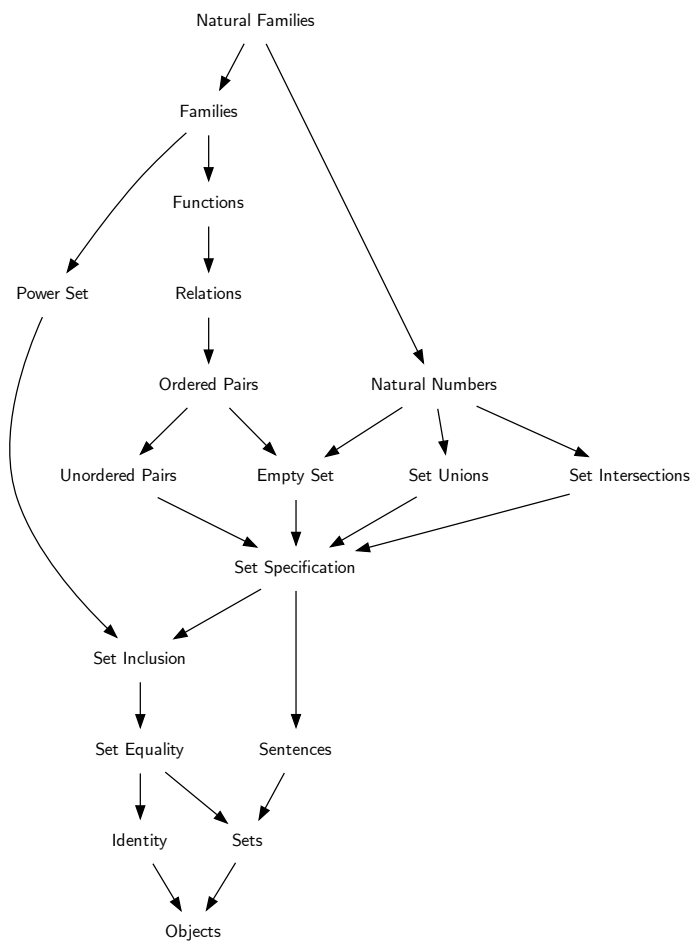 Natural Families
Families
Functions
Power Set
Relations
Ordered Pairs
Natural Numbers
Unordered Pairs
Empty Set
Set Unions
Set Intersections
Set Specification
Set Inclusion
Set Equality
Sentences
Identity
Sets
Objects